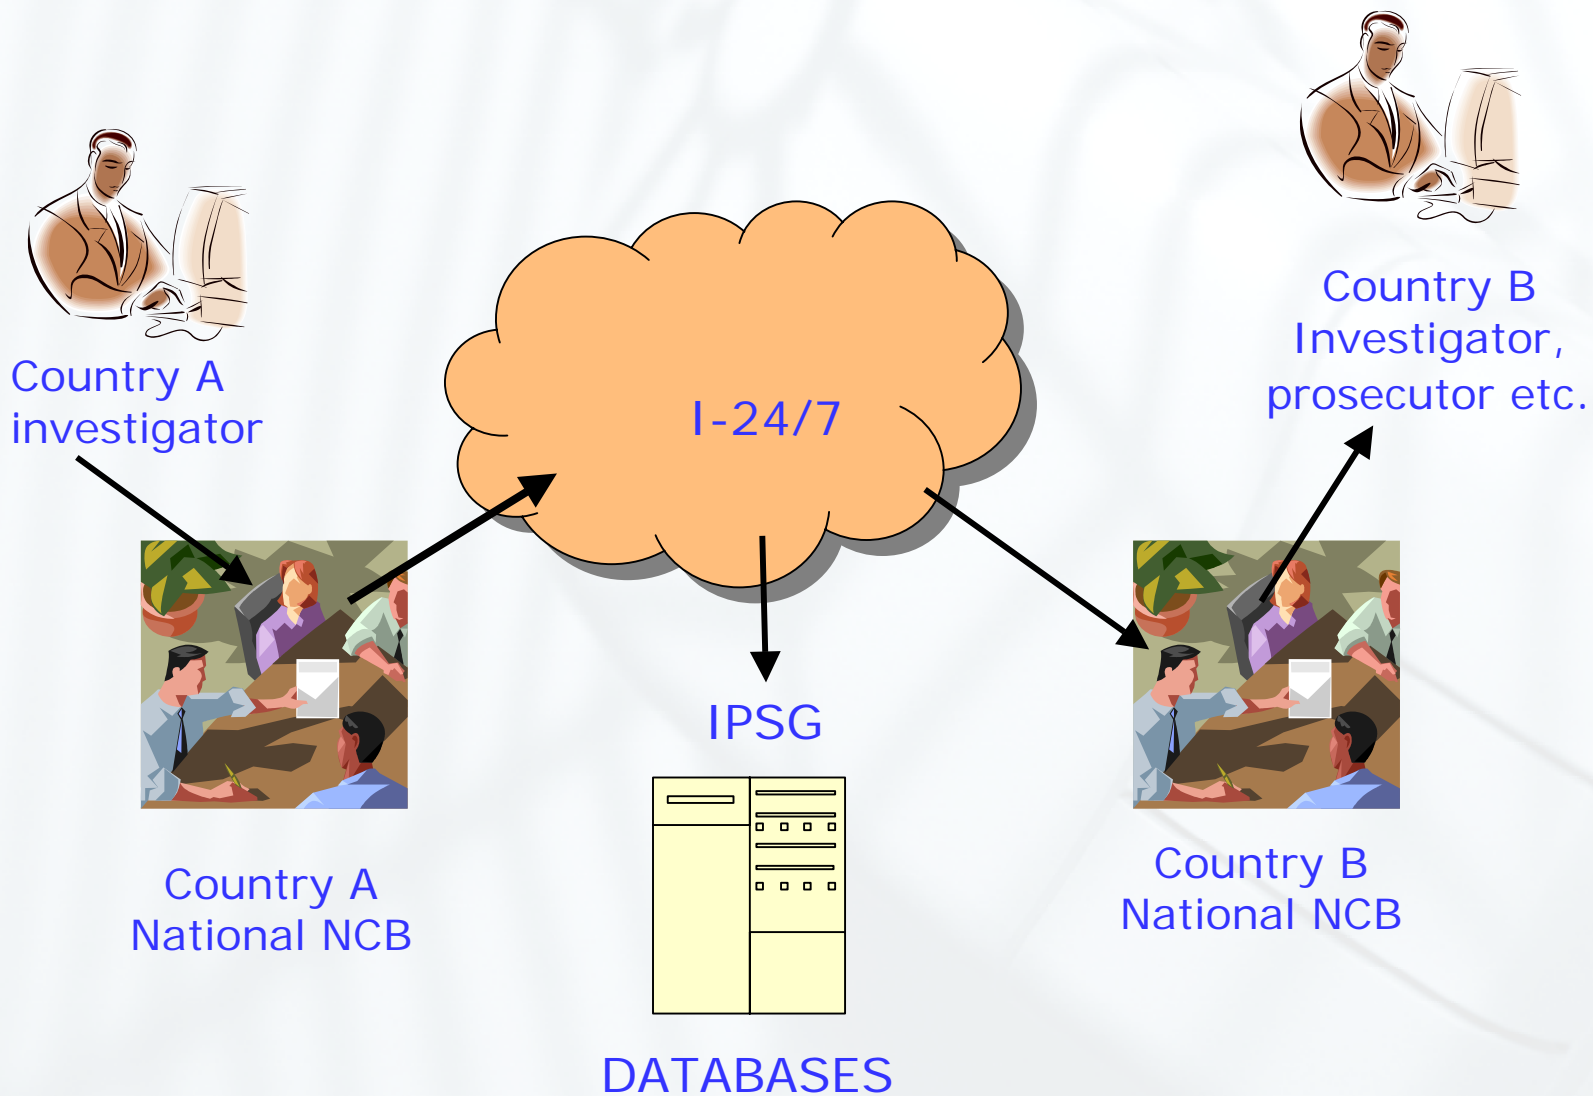 Country A
investigator
Country B
Investigator,
prosecutor etc.
I-24/7
IPSG
Country A
National NCB
Country B
National NCB
DATABASES